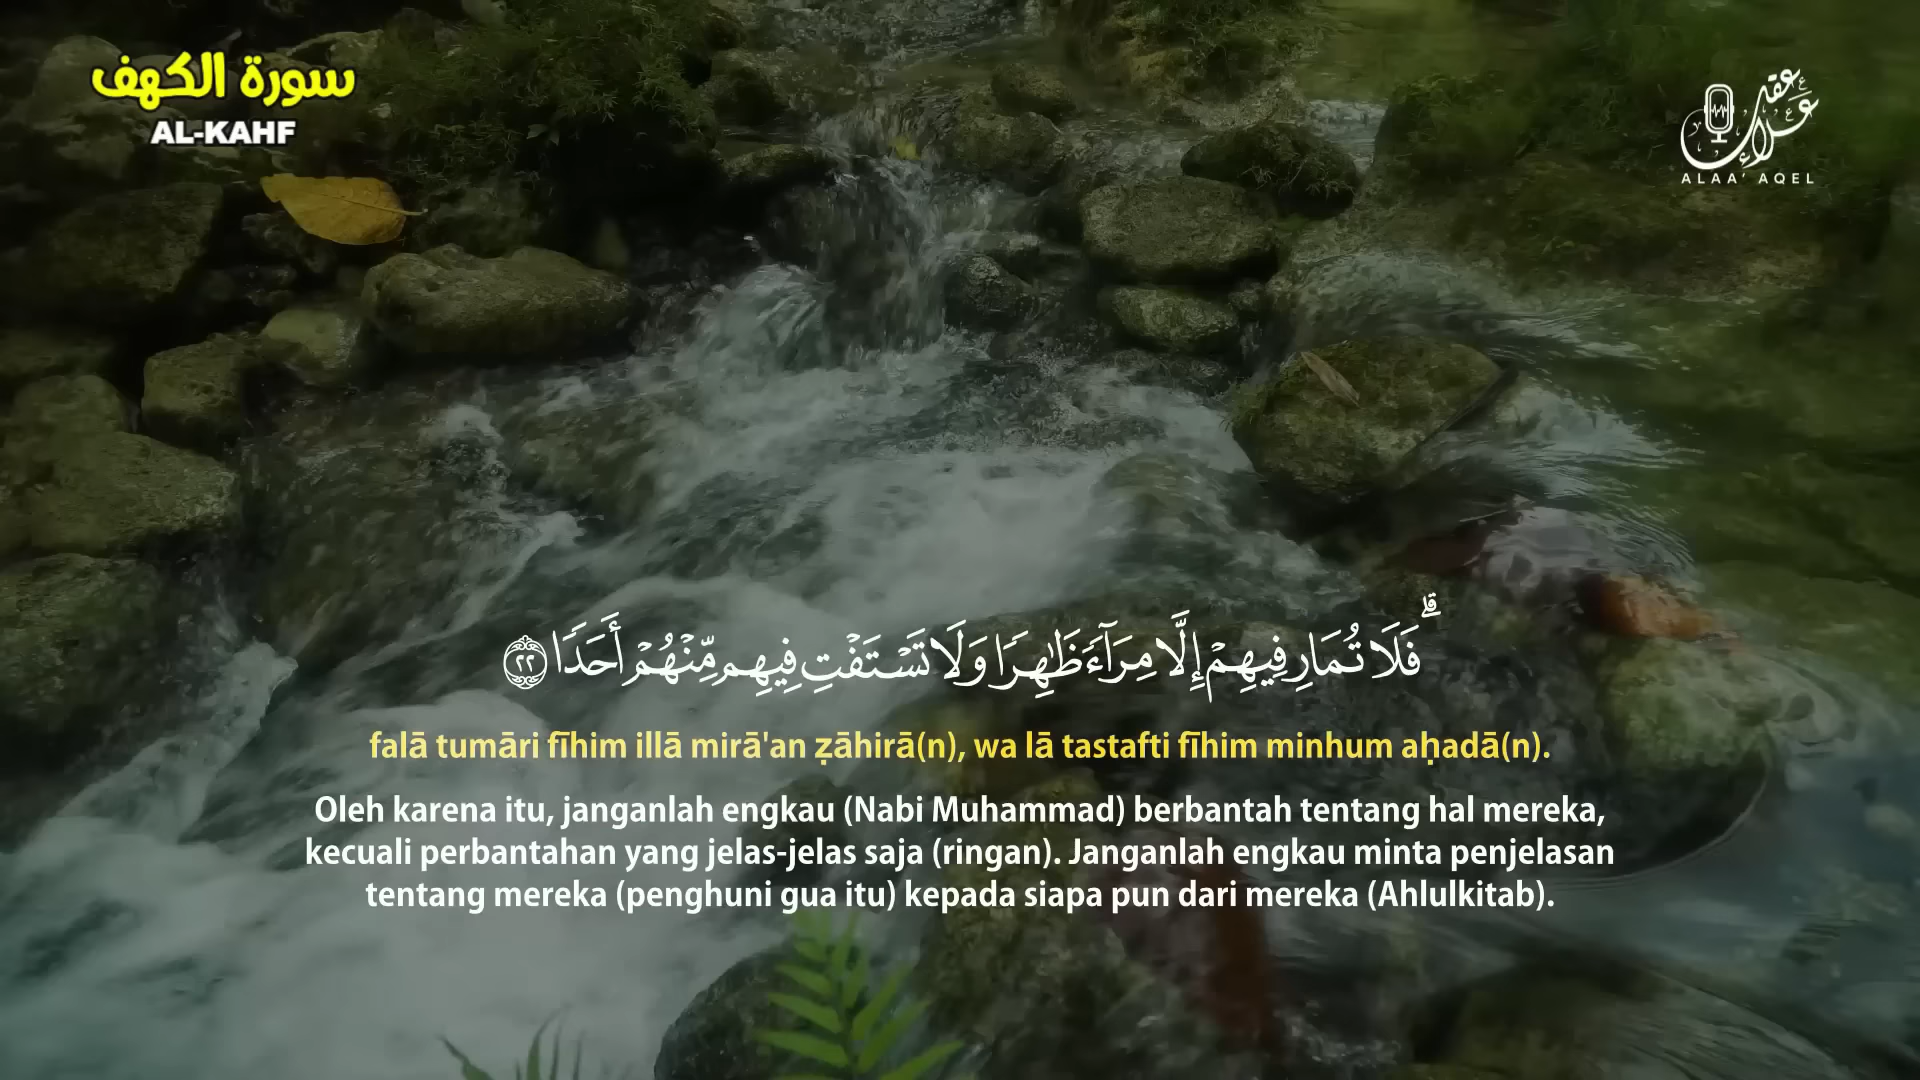 سورة الكهف
AL-KAHF
علاء عقل
ALAA' AQEL
ۗ فَلَا تُمَارِ فِيهِمْ إِلَّا مِرَآءً ظَٰهِرًا وَلَا تَسْتَفْتِ فِيهِم مِّنْهُمْ أَحَدًا ٢٢
falā tumāri fīhim illā mirā'an ẓāhirā(n), wa lā tastafti fīhim minhum aḥadā(n).
Oleh karena itu, janganlah engkau (Nabi Muhammad) berbantah tentang hal mereka,
kecuali perbantahan yang jelas-jelas saja (ringan). Janganlah engkau minta penjelasan
tentang mereka (penghuni gua itu) kepada siapa pun dari mereka (Ahlulkitab).